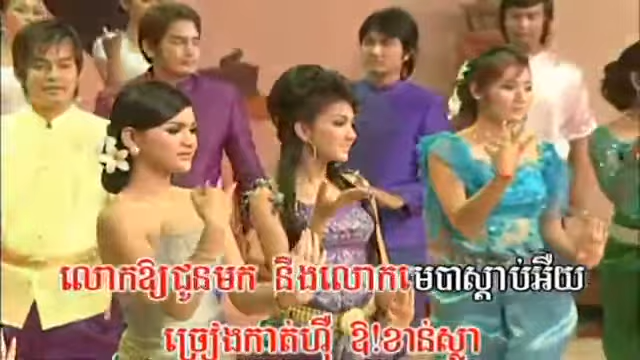 លោកឱ្យជូនមក នឹងលោកមេបាស្ដាប់អើយ
ច្រៀងកាត់ហ៊ឺ ឱ!ខាន់ស្លា